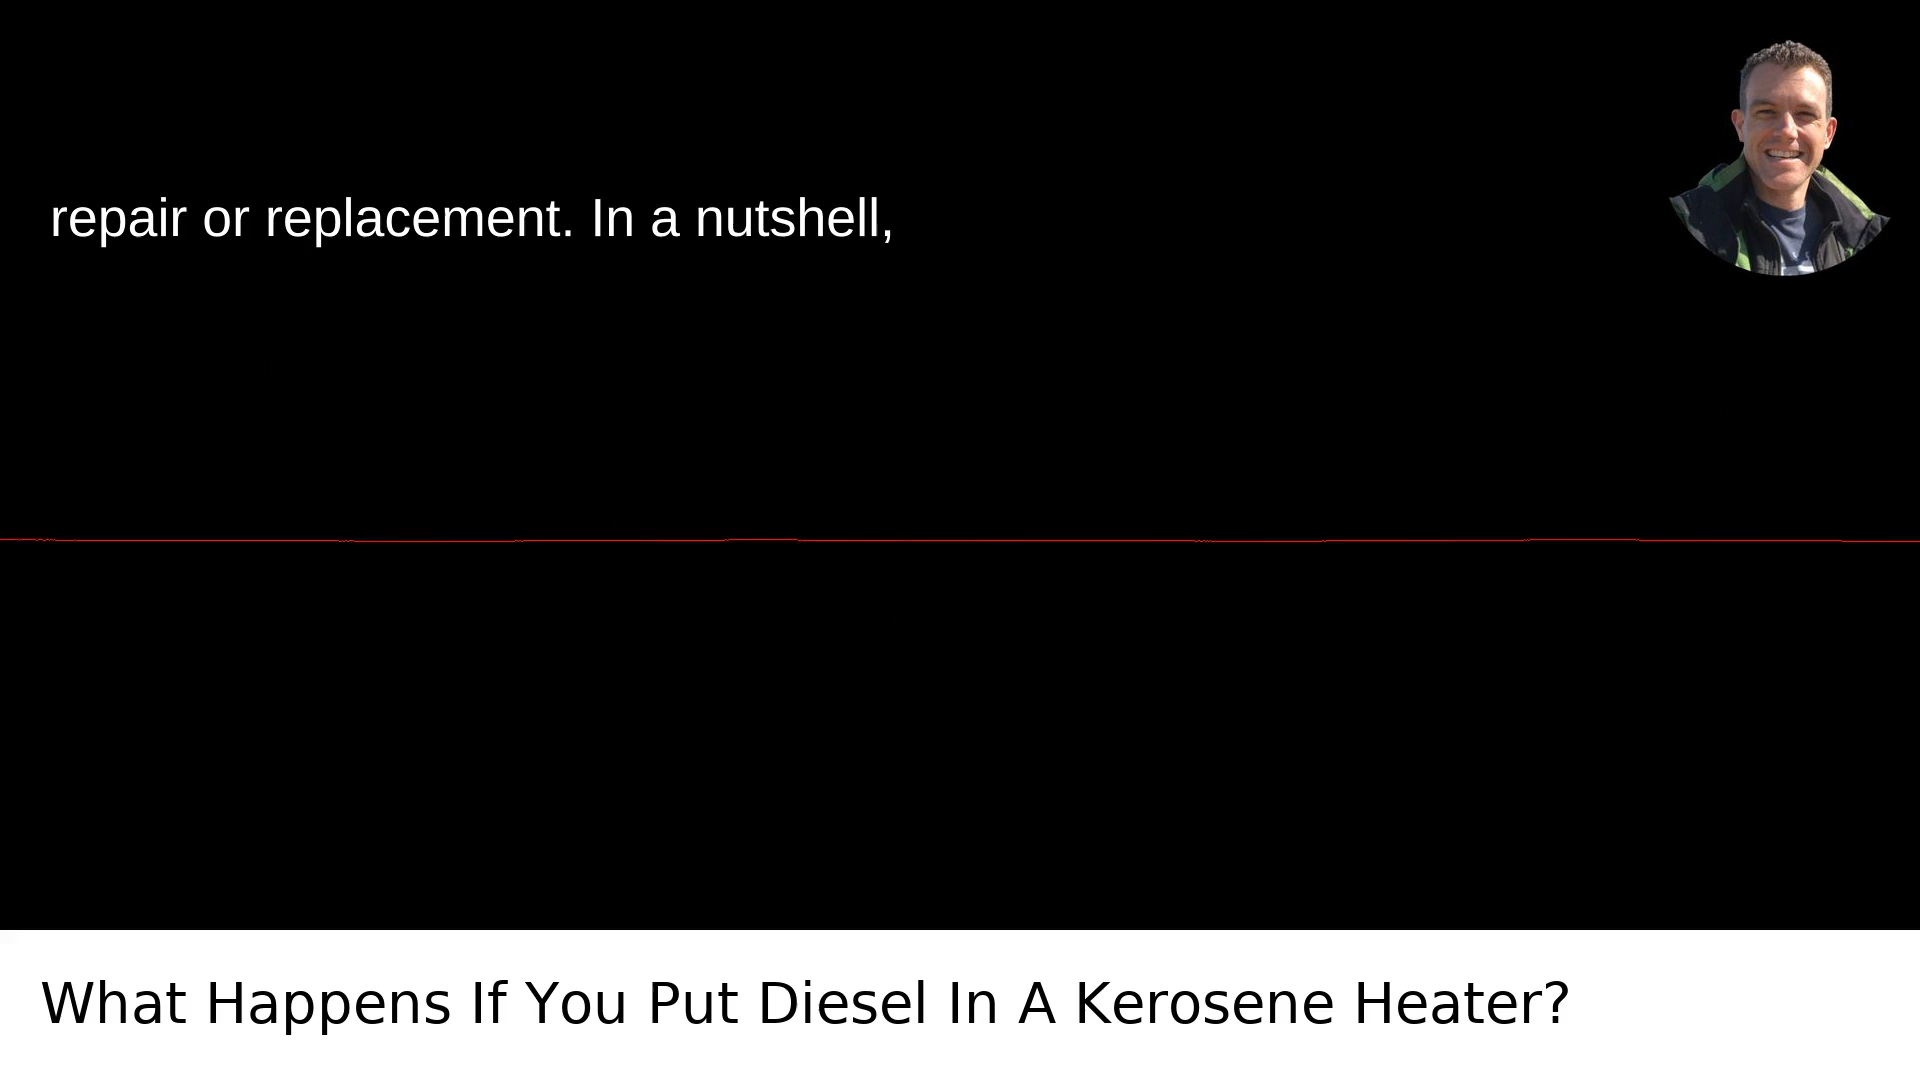 repair or replacement. In a nutshell,
What Happens If You Put Diesel In A Kerosene Heater?